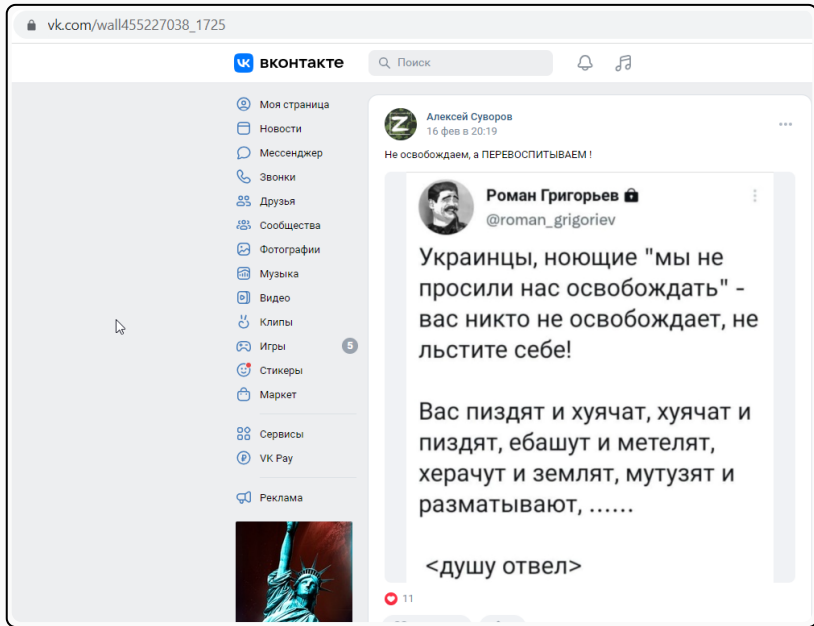 vk.com/wall455227038_1725
вконтакте
Поиск
Моя страница
Новости
Мессенджер
Звонки
Друзья
Сообщества
Фотографии
Музыка
Видео
Клипы
Игры
5
Стикеры
Маркет
Сервисы
VK Pay
Реклама
Алексей Суворов
16 фев в 20:19
Не освобождаем, а ПЕРЕВОСПИТЫВАЕМ !
Роман Григорьев
@roman_grigoriev
Украинцы, ноющие "мы не
просили нас освобождать" -
вас никто не освобождает, не
льстите себе!
Вас пиздят и хуячат, хуячат и
пиздят, ебашут и метелят,
херачут и землят, мутузят и
разматывают, ......
<душу отвел>
11